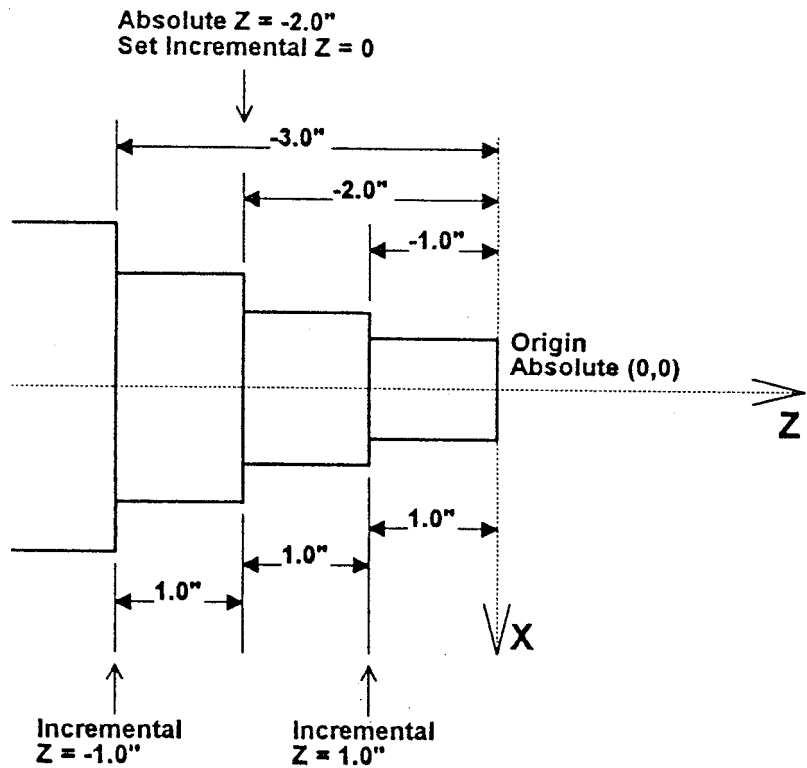 Absolute Z = -2.0"
Set Incremental Z = 0
-3.0"
-2.0"
-1.0"
Origin
Absolute (0,0)
Z
1.0"
1.0"
1.0"
X
Incremental
Z = -1.0"
Incremental
Z = 1.0"